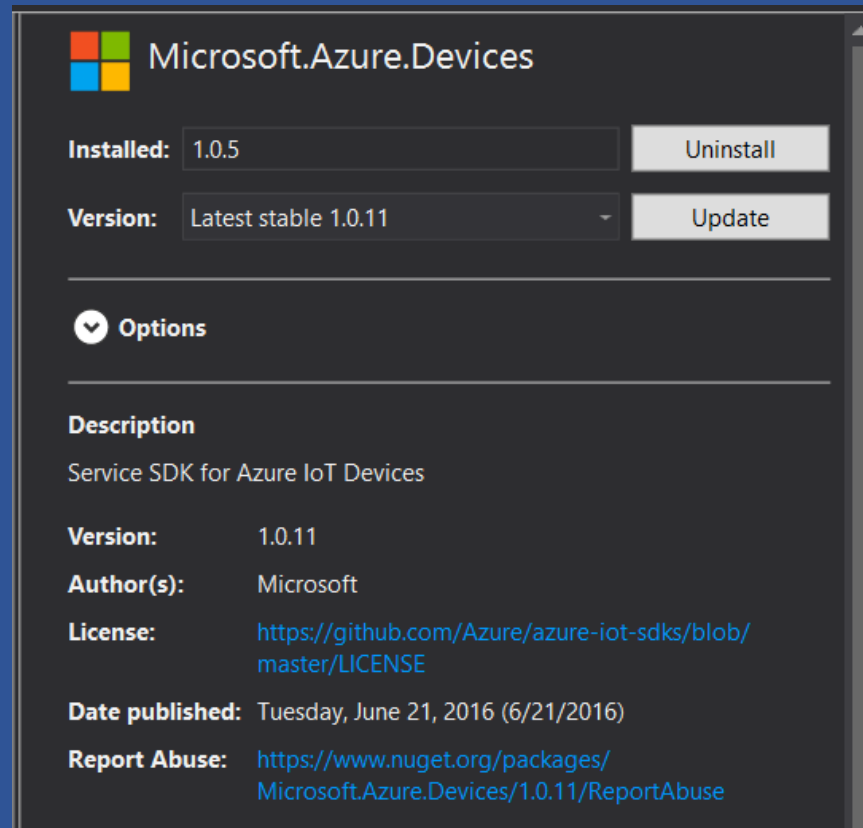 Microsoft.Azure.Devices
Installed: 1.0.5 Uninstall
Version: Latest stable 1.0.11 Update
Options
Description
Service SDK for Azure IoT Devices
Version: 1.0.11
Author(s): Microsoft
License: https://github.com/Azure/azure-iot-sdks/blob/
master/LICENSE
Date published: Tuesday, June 21, 2016 (6/21/2016)
Report Abuse: https://www.nuget.org/packages/
Microsoft.Azure.Devices/1.0.11/ReportAbuse